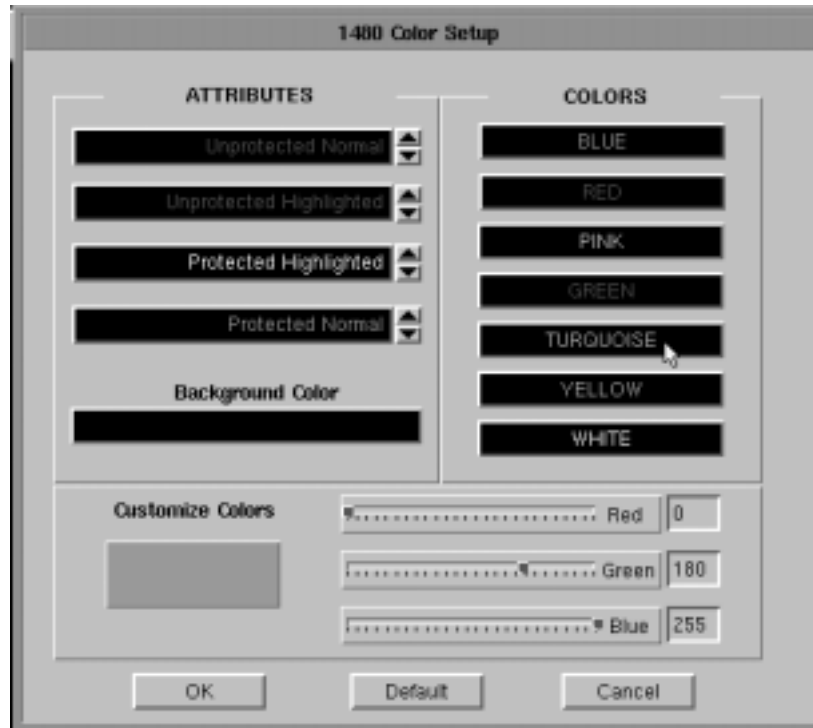 1480 Color Setup
ATTRIBUTES
Unprotected Normal
Unprotected Highlighted
Protected Highlighted
Protected Normal
Background Color
COLORS
BLUE
RED
PINK
GREEN
TURQUOISE
YELLOW
WHITE
Customize Colors
Red 0
Green 180
Blue 255
OK Default Cancel